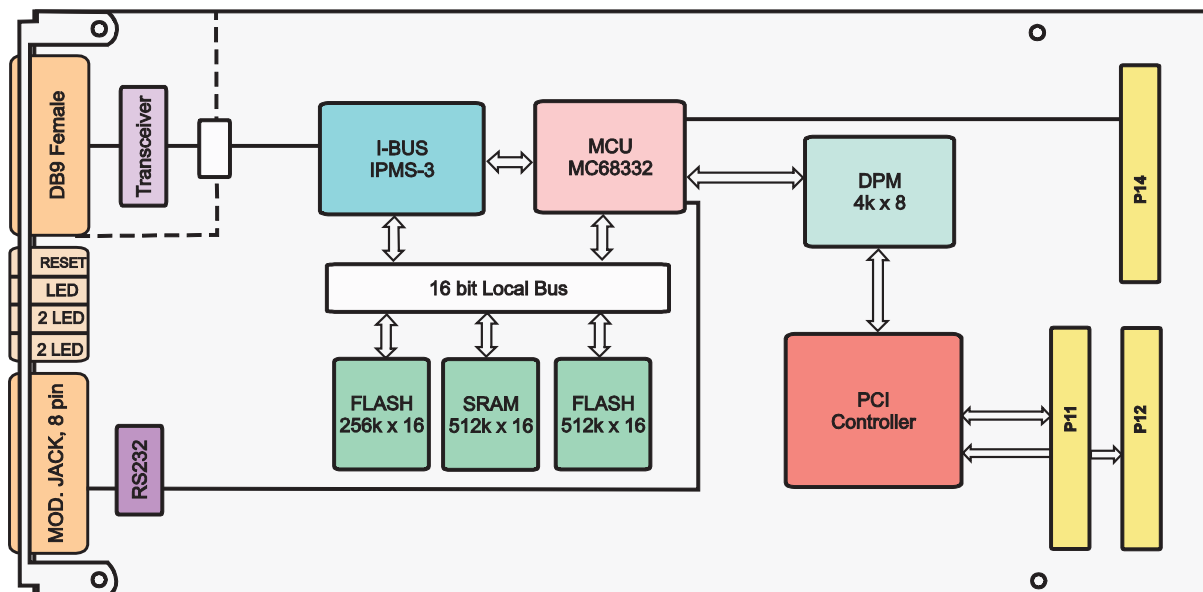 DB9 Female
Transceiver
I-BUS
IPMS-3
MCU
MC68332
DPM
4k x 8
P14
RESET
LED
2 LED
2 LED
16 bit Local Bus
FLASH
256k x 16
SRAM
512k x 16
FLASH
512k x 16
PCI
Controller
P11
P12
MOD. JACK, 8 pin
RS232